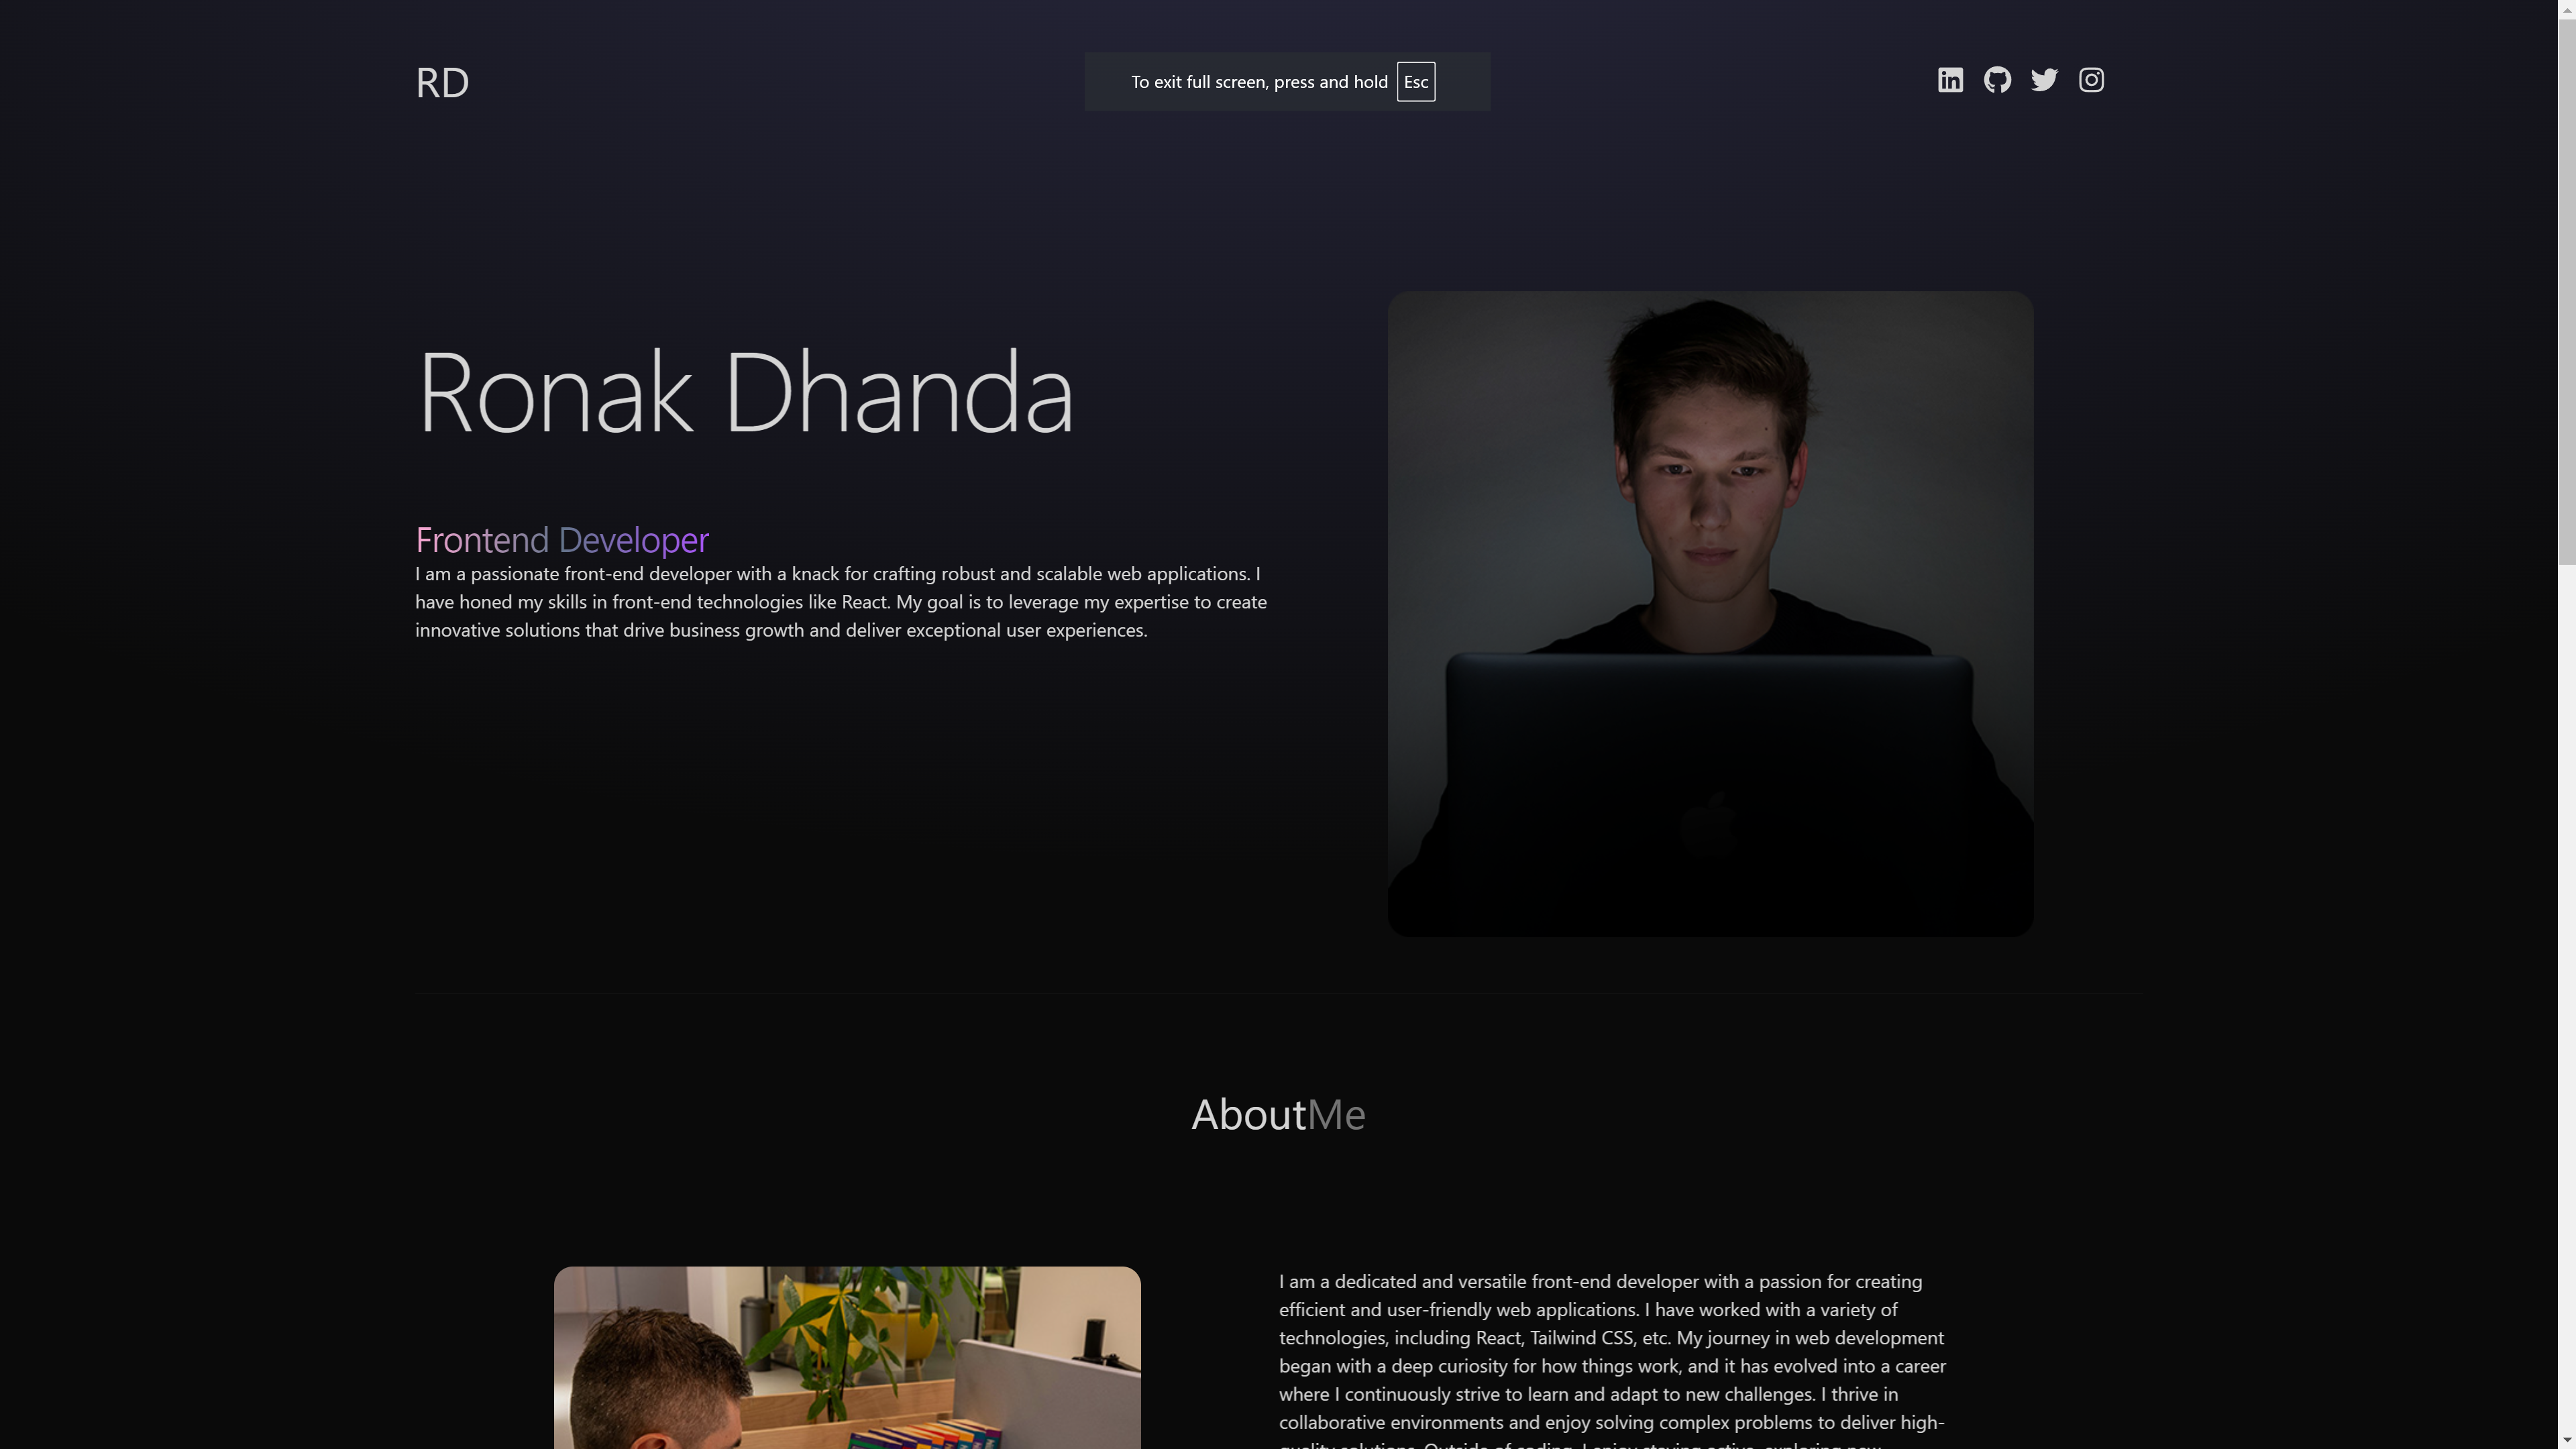 RD
To exit full screen, press and hold Esc
Ronak Dhanda
Frontend Developer
I am a passionate front-end developer with a knack for crafting robust and scalable web applications. I
have honed my skills in front-end technologies like React. My goal is to leverage my expertise to create
innovative solutions that drive business growth and deliver exceptional user experiences.
AboutMe
I am a dedicated and versatile front-end developer with a passion for creating
efficient and user-friendly web applications. I have worked with a variety of
technologies, including React, Tailwind CSS, etc. My journey in web development
began with a deep curiosity for how things work, and it has evolved into a career
where I continuously strive to learn and adapt to new challenges. I thrive in
collaborative environments and enjoy solving complex problems to deliver high-